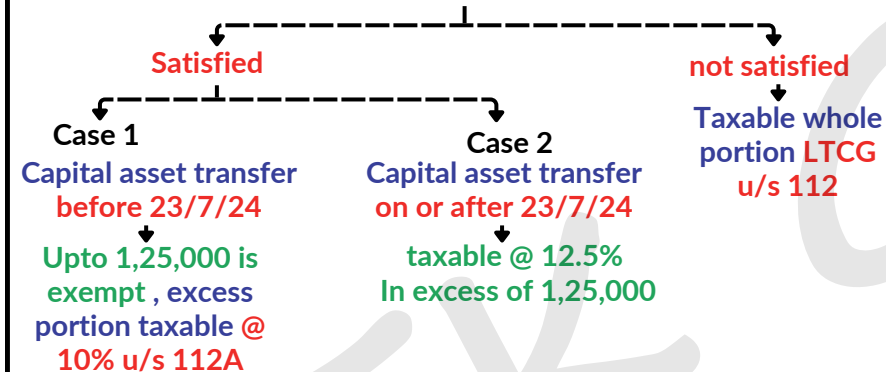 Satisfied
not satisfied
Case 1
Capital asset transfer
before 23/7/24
Upto 1,25,000 is
exempt , excess
portion taxable @
10% u/s 112A
Case 2
Capital asset transfer
on or after 23/7/24
taxable @ 12.5%
In excess of 1,25,000
Taxable whole
portion LTCG
u/s 112